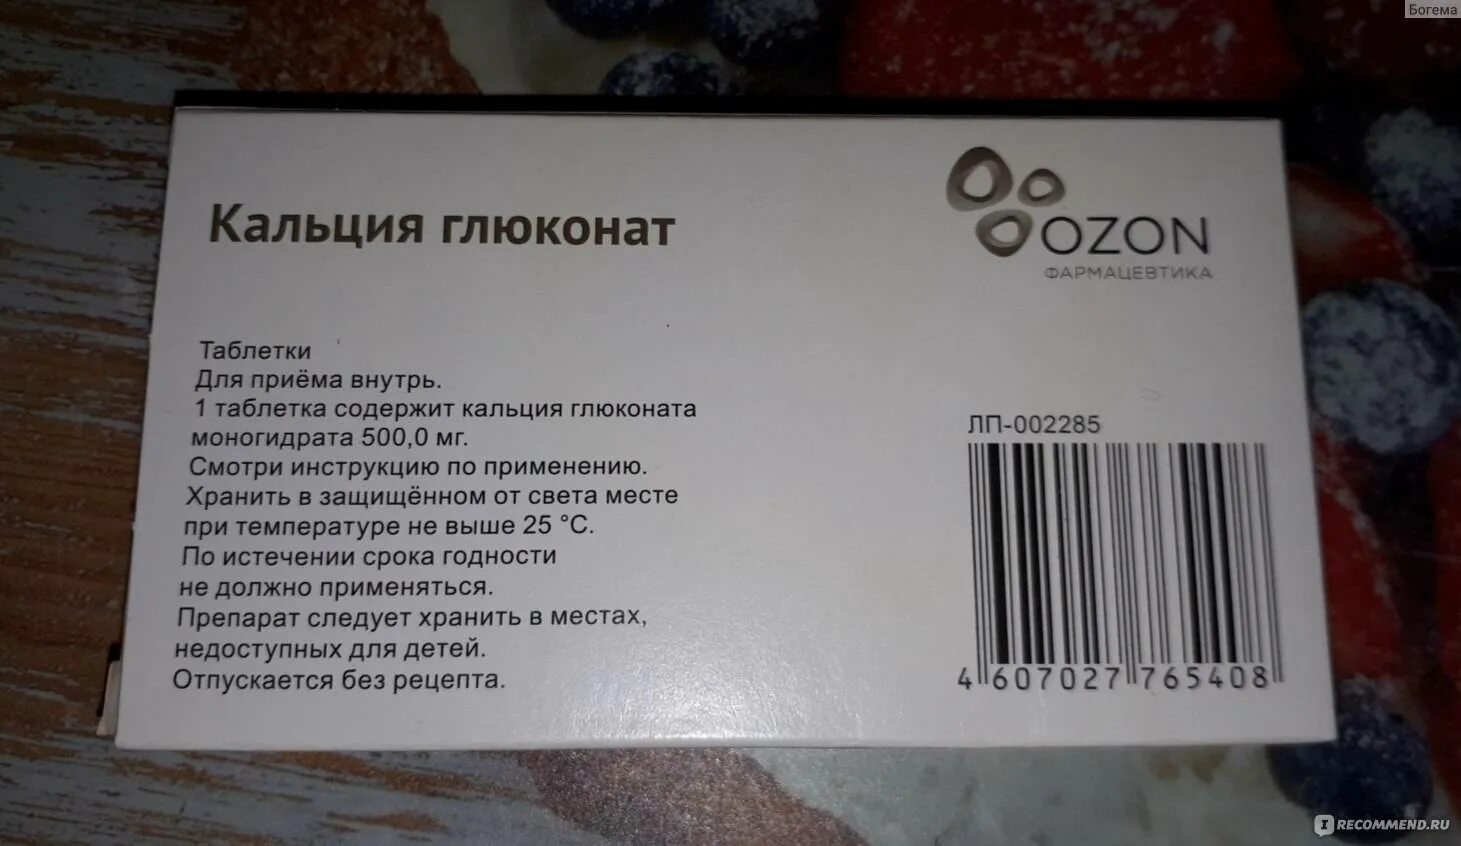 Богема
Кальция глюконат
OZON
ФАРМАЦЕВТИКА
Таблетки
Для приёма внутрь.
1 таблетка содержит кальция глюконата
моногидрата 500,0 мг.
Смотри инструкцию по применению.
Хранить в защищённом от света месте
при температуре не выше 25 °C.
По истечении срока годности
не должно применяться.
Препарат следует хранить в местах,
недоступных для детей.
Отпускается без рецепта.
ЛП-002285
4 607027 765408
IRECOMMEND.RU